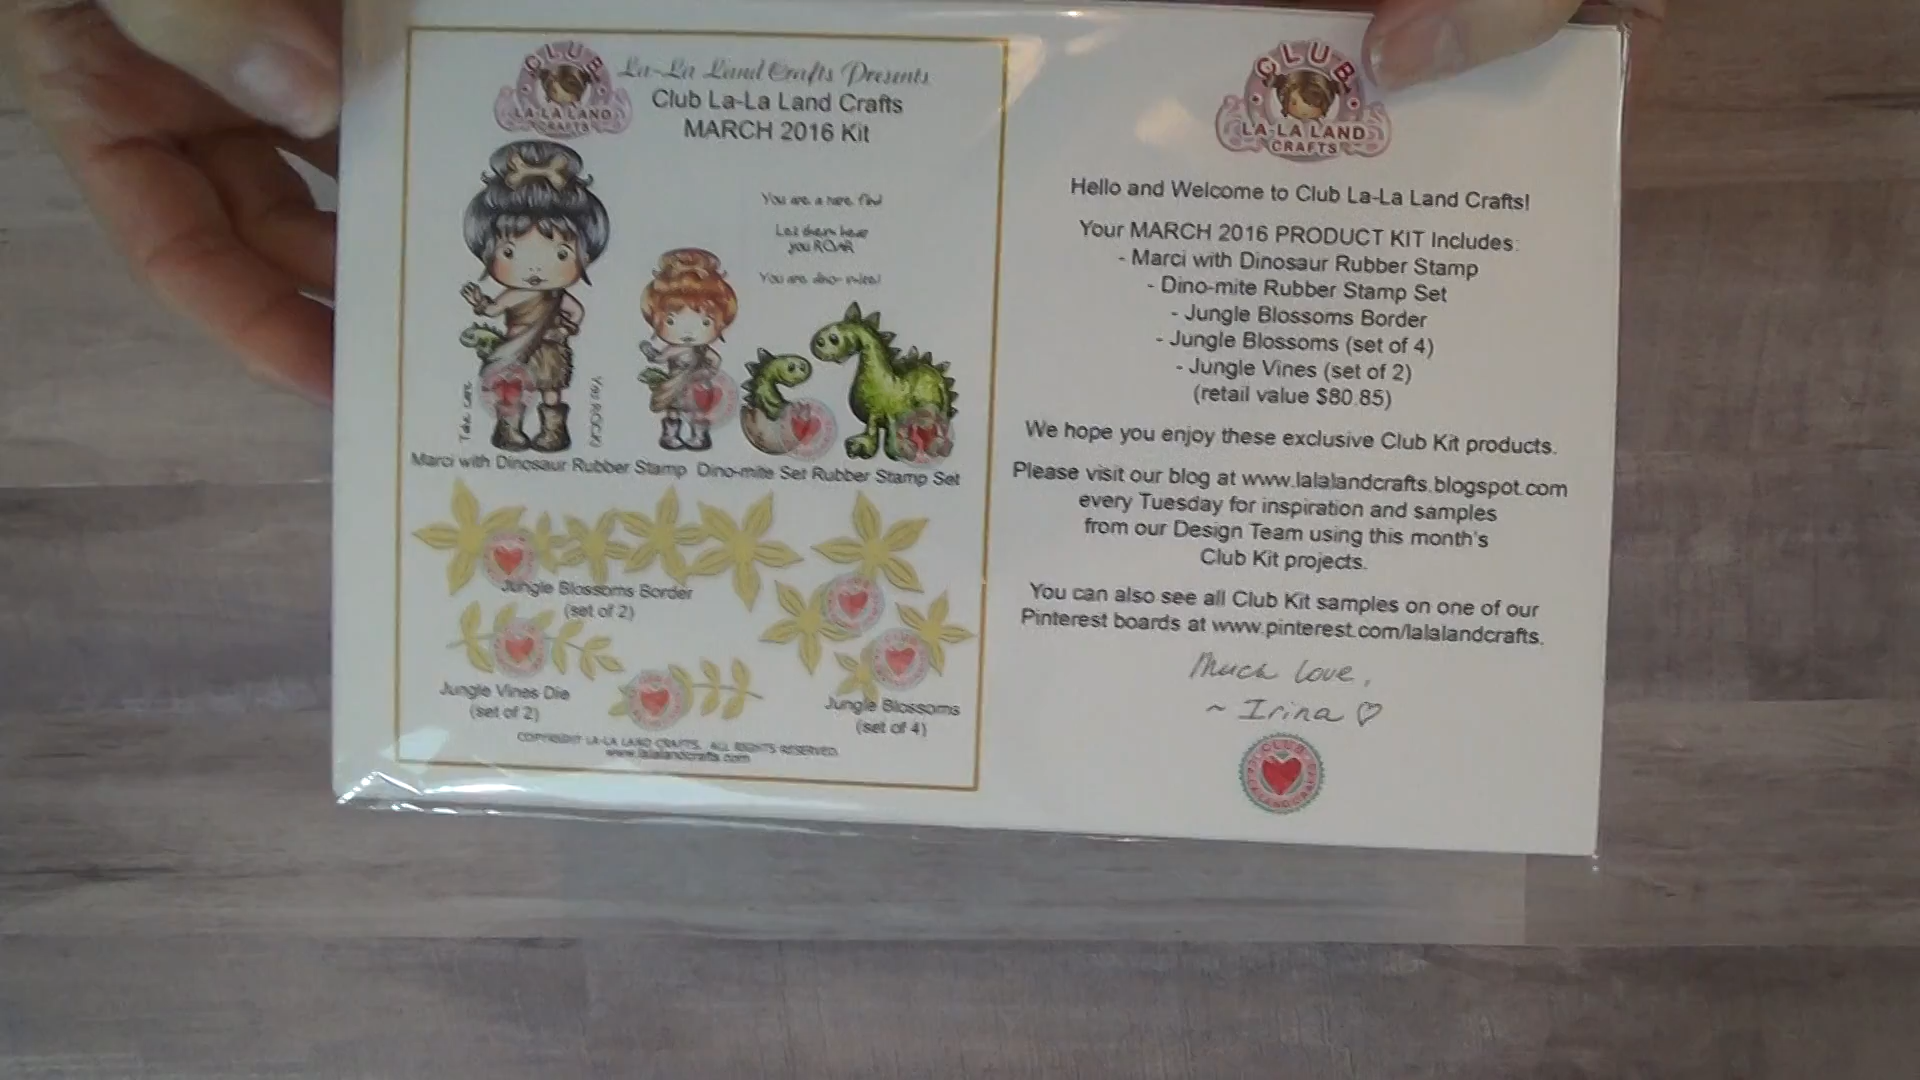 CLUB
LA-LA LAND
CRAFTS
La-La Land Crafts Presents
Club La-La Land Crafts
MARCH 2016 Kit
You are a rare find
Let them hear
you ROAR
You are dino-mite!
Take care
You ROCK!
Marci with Dinosaur Rubber Stamp
Dino-mite Set Rubber Stamp Set
Jungle Blossoms Border
(set of 2)
Jungle Vines Die
(set of 2)
Jungle Blossoms
(set of 4)
COPYRIGHT LA-LA LAND CRAFTS. ALL RIGHTS RESERVED.
www.lalalandcrafts.com
CLUB
LA-LA LAND
CRAFTS
Hello and Welcome to Club La-La Land Crafts!
Your MARCH 2016 PRODUCT KIT Includes:
- Marci with Dinosaur Rubber Stamp
- Dino-mite Rubber Stamp Set
- Jungle Blossoms Border
- Jungle Blossoms (set of 4)
- Jungle Vines (set of 2)
(retail value $80.85)
We hope you enjoy these exclusive Club Kit products.
Please visit our blog at www.lalalandcrafts.blogspot.com
every Tuesday for inspiration and samples
from our Design Team using this month's
Club Kit projects.
You can also see all Club Kit samples on one of our
Pinterest boards at www.pinterest.com/lalalandcrafts.
Much love,
~ Irina ♡
CLUB
LA-LA LAND CRAFTS